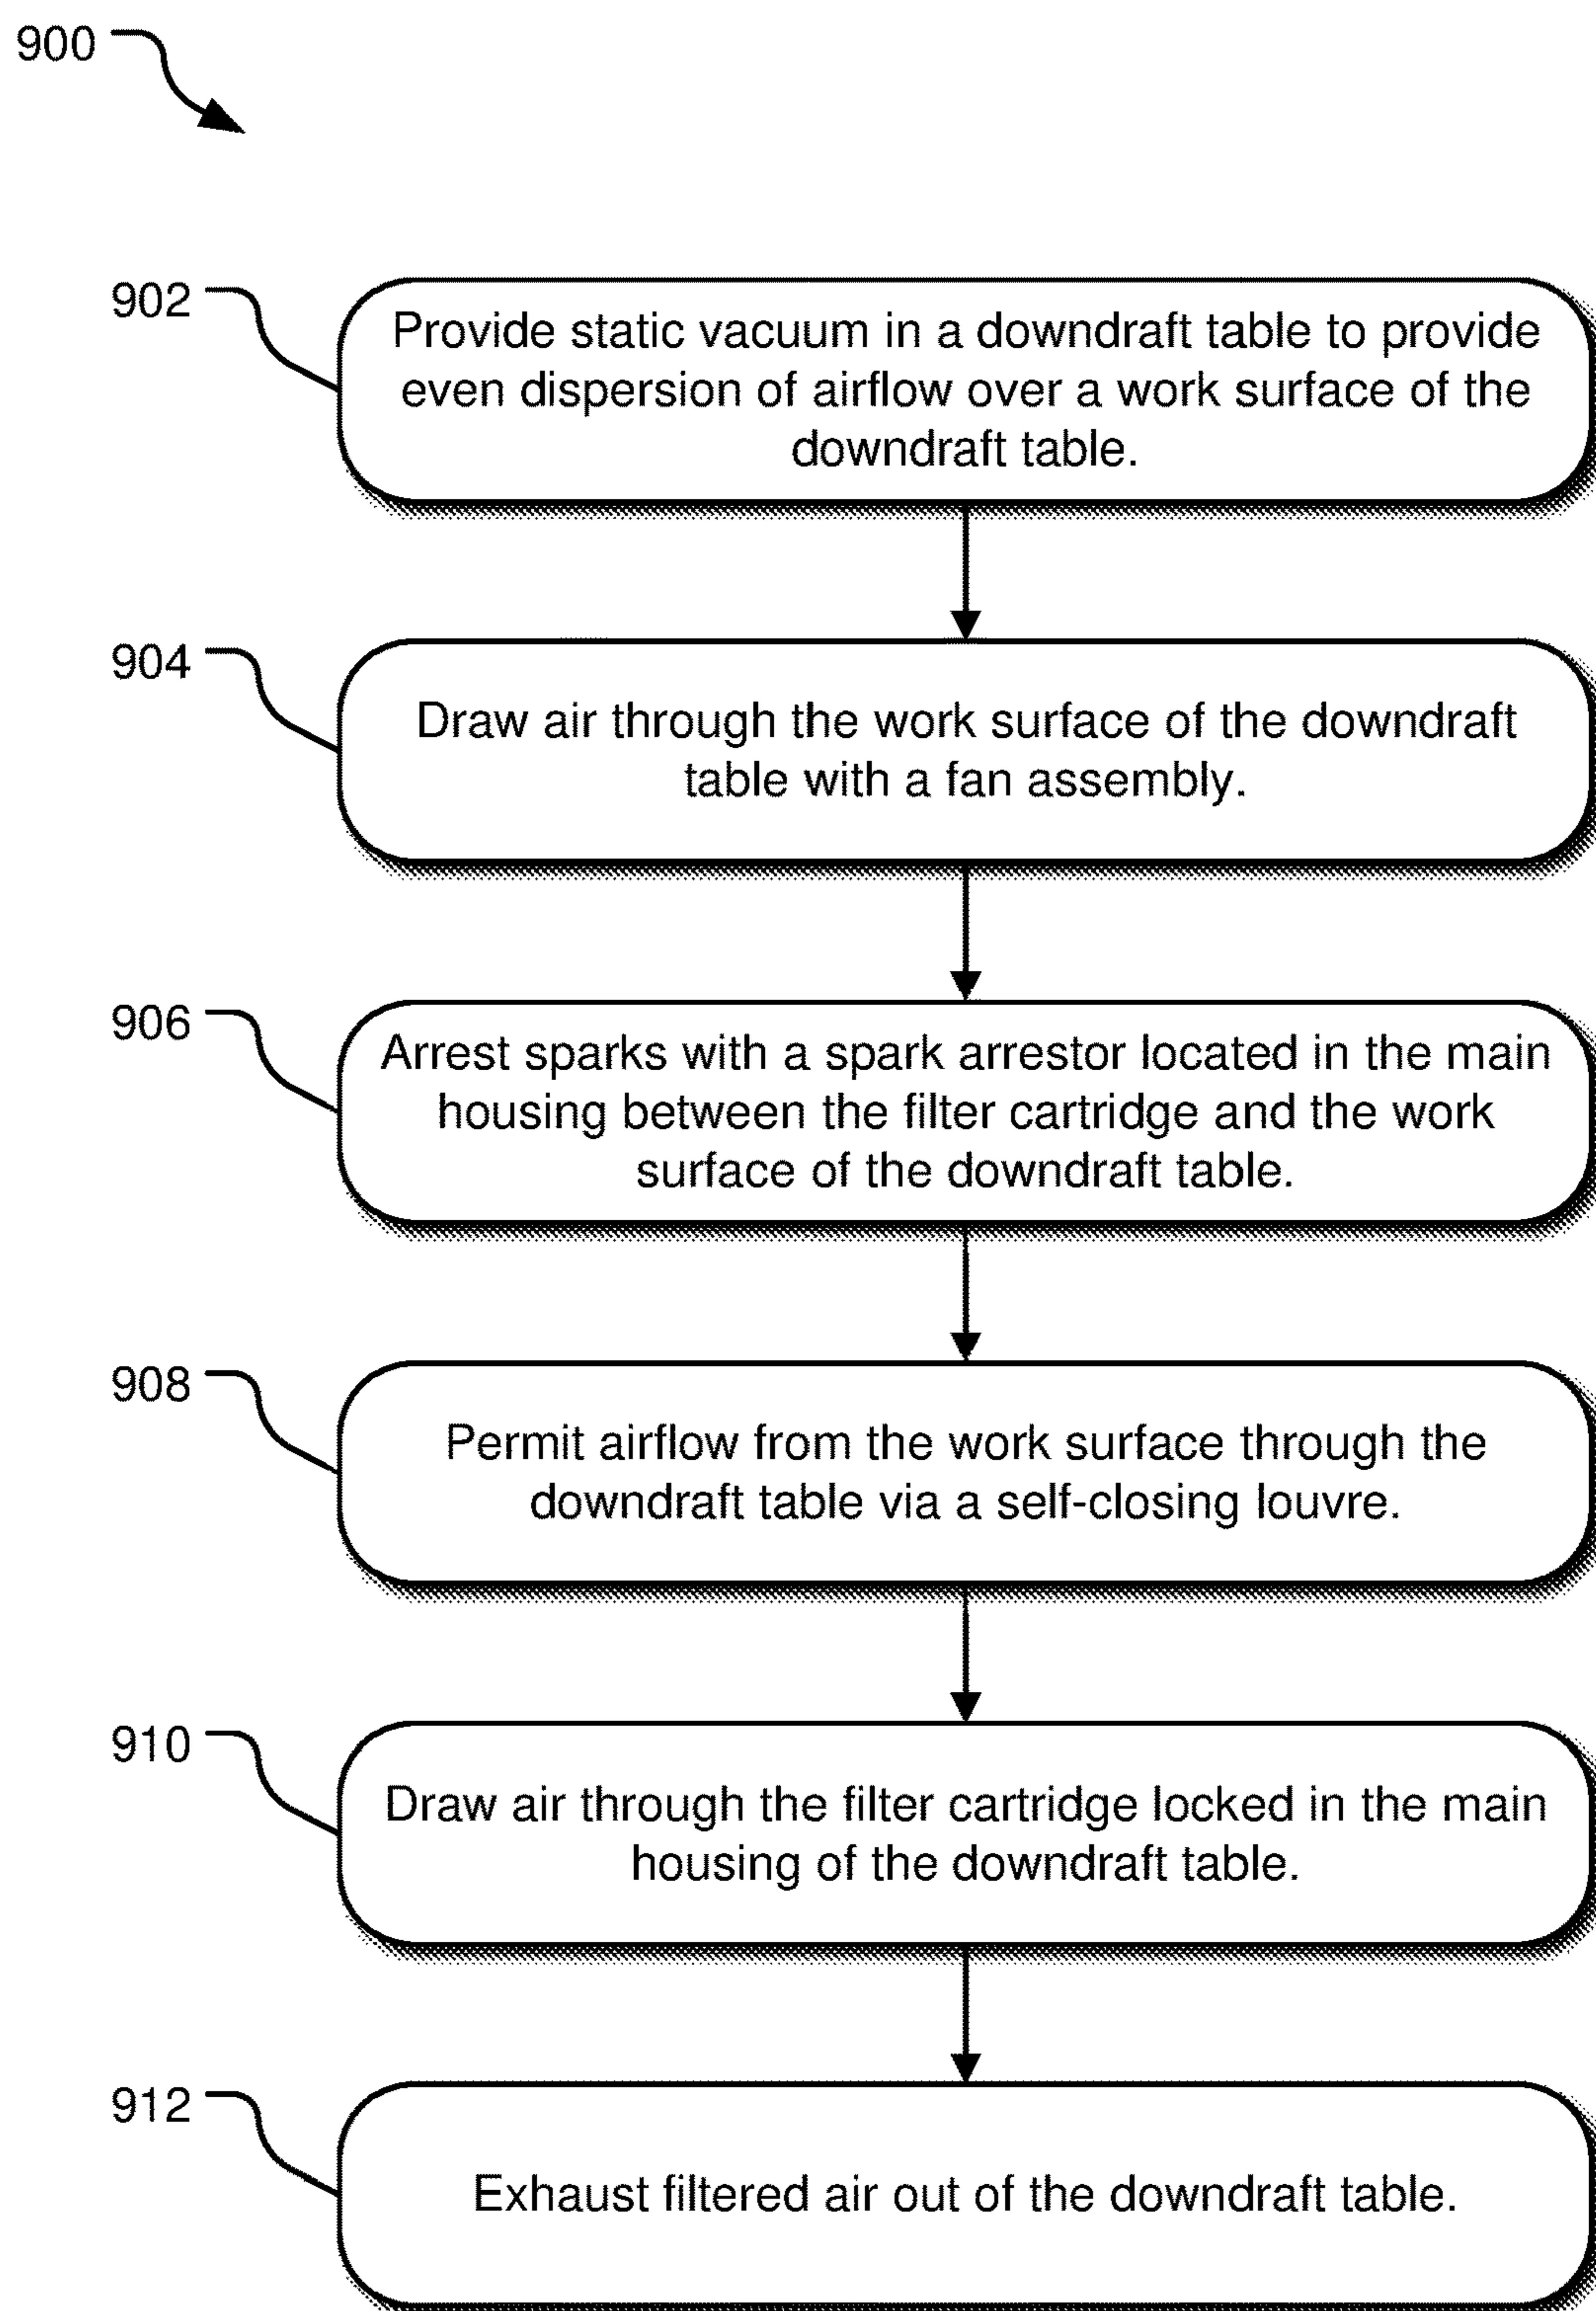 900
902
Provide static vacuum in a downdraft table to provide
even dispersion of airflow over a work surface of the
downdraft table.
904
Draw air through the work surface of the downdraft
table with a fan assembly.
906
Arrest sparks with a spark arrestor located in the main
housing between the filter cartridge and the work
surface of the downdraft table.
908
Permit airflow from the work surface through the
downdraft table via a self-closing louvre.
910
Draw air through the filter cartridge locked in the main
housing of the downdraft table.
912
Exhaust filtered air out of the downdraft table.